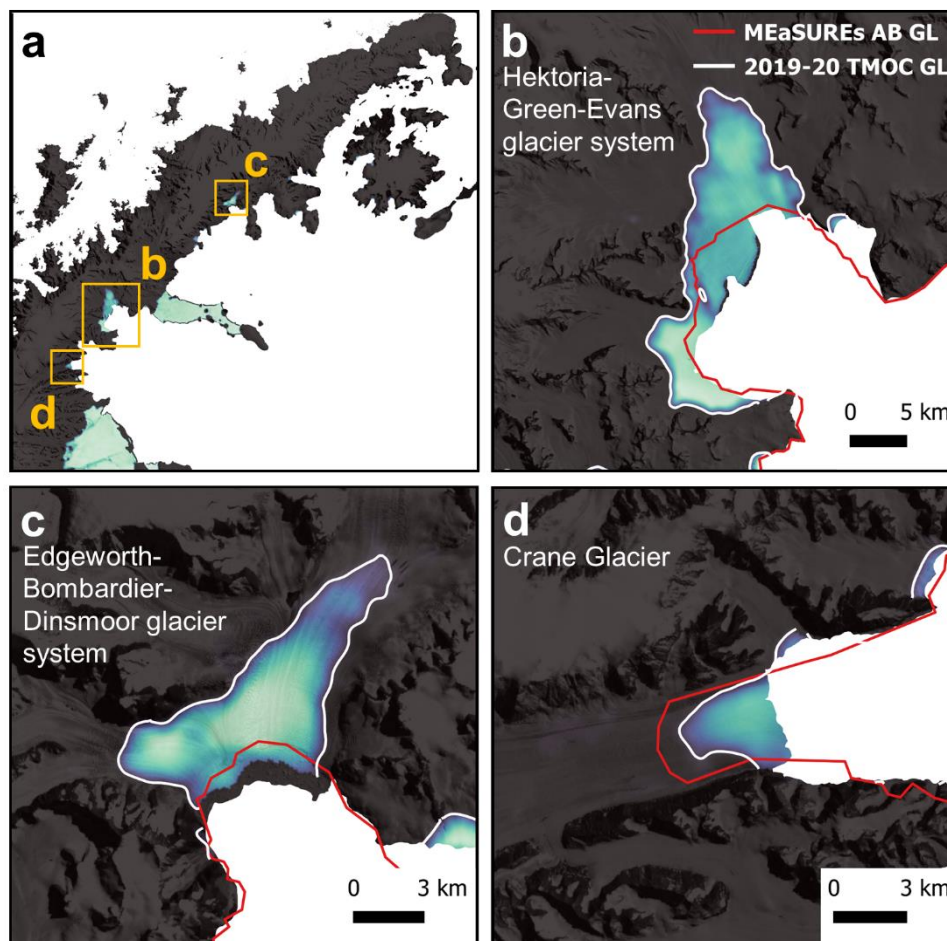 a
c
b
d
b
MEaSUREs AB GL
2019-20 TMOC GL
Hektoria-
Green-Evans
glacier system
0 5 km
c
Edgeworth-
Bombardier-
Dinsmoor glacier
system
0 3 km
d
Crane Glacier
0 3 km